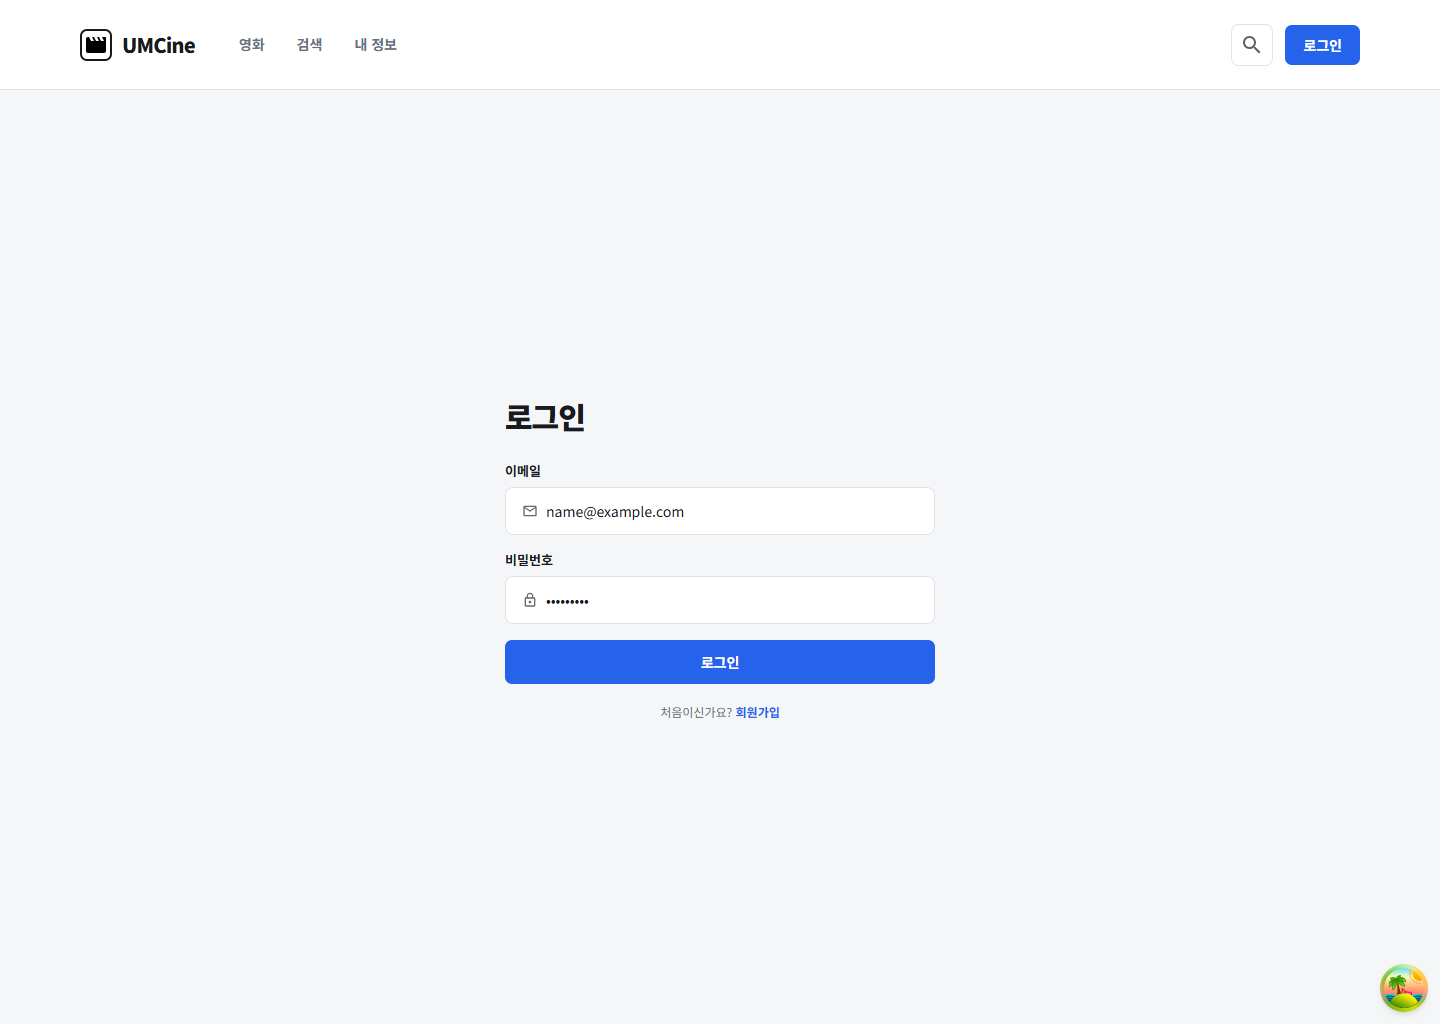 UMCine
영화
검색
내 정보
로그인
로그인
이메일
name@example.com
비밀번호
•••••••••
로그인
처음이신가요? 회원가입